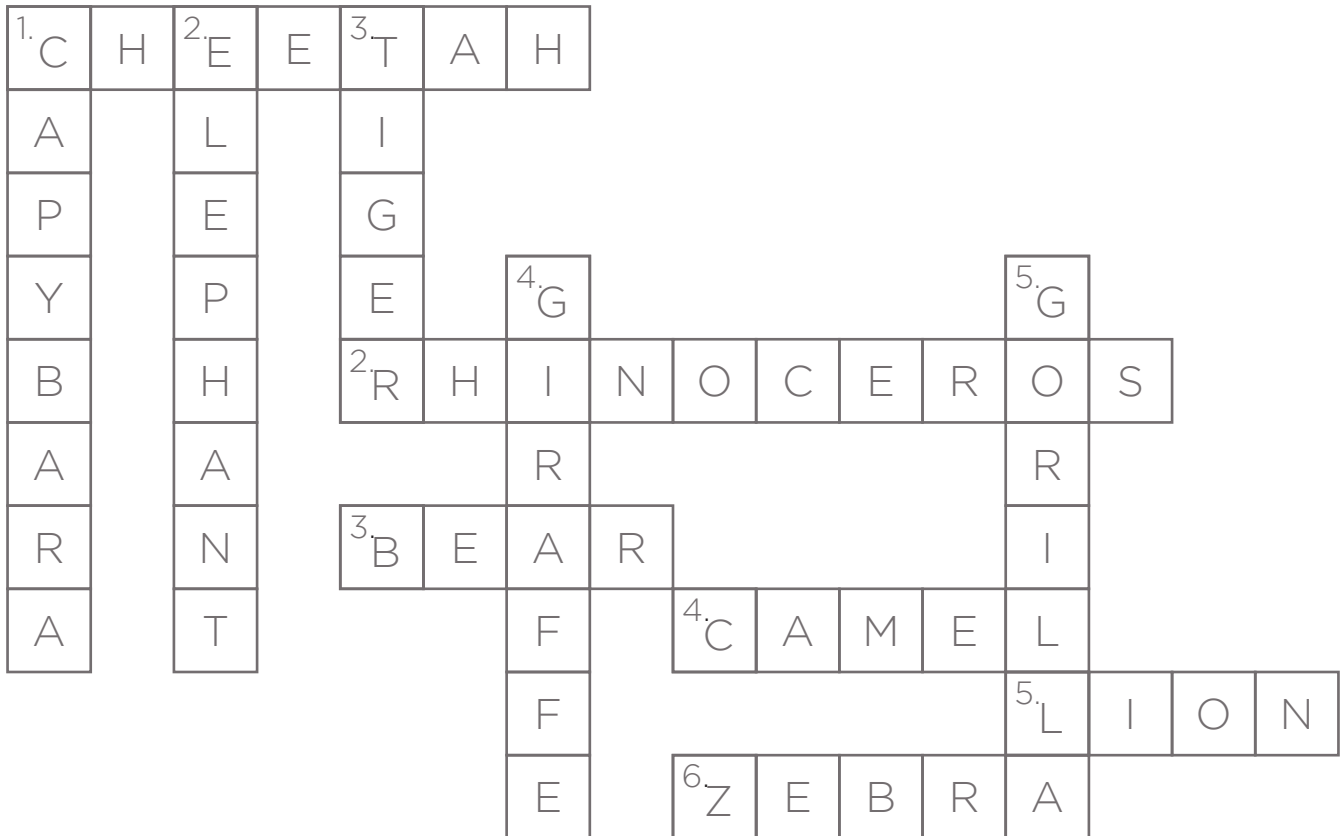 1. C H 2. E E 3. T A H
A L I
P E G
Y P E 4. G 5. G
B H 2. R H I N O C E R O S
A A R R
R N 3. B E A R I
A T F 4. C A M E L
F 5. L I O N
E 6. Z E B R A